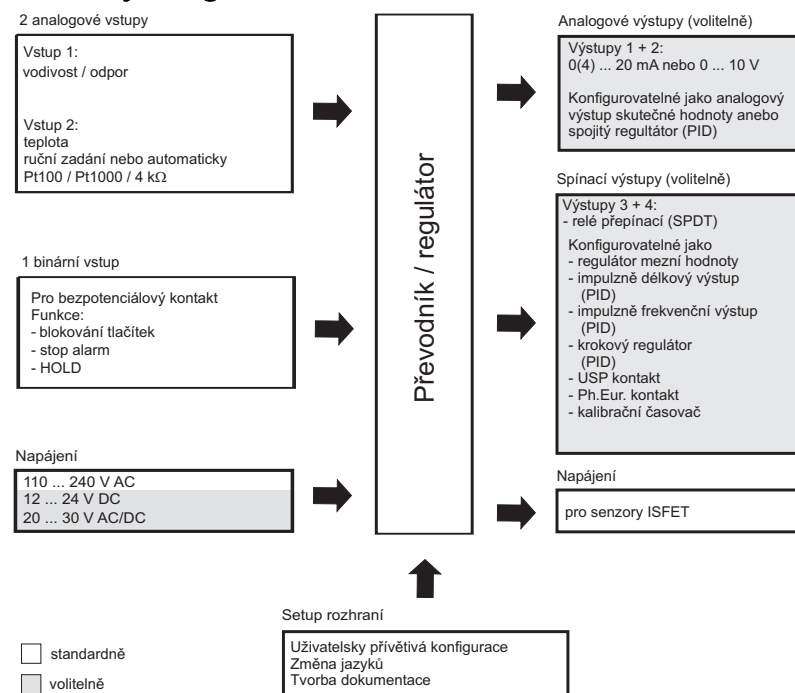 2 analogové vstupy
Vstup 1:
vodivost / odpor
Vstup 2:
teplota
ruční zadání nebo automaticky
Pt100 / Pt1000 / 4 kΩ
1 binární vstup
Pro bezpotenciálový kontakt
Funkce:
- blokování tlačítek
- stop alarm
- HOLD
Napájení
110 ... 240 V AC
12 ... 24 V DC
20 ... 30 V AC/DC
Převodník / regulátor
Analogové výstupy (volitelně)
Výstupy 1 + 2:
0(4) ... 20 mA nebo 0 ... 10 V
Konfigurovatelné jako analogový
výstup skutečné hodnoty anebo
spojitý regultátor (PID)
Spínací výstupy (volitelně)
Výstupy 3 + 4:
- relé přepínací (SPDT)
Konfigurovatelné jako
- regulátor mezní hodnoty
- impulzně délkový výstup
(PID)
- impulzně frekvenční výstup
(PID)
- krokový regulátor
(PID)
- USP kontakt
- Ph.Eur. kontakt
- kalibrační časovač
Napájení
pro senzory ISFET
Setup rozhraní
Uživatelsky přívětivá konfigurace
Změna jazyků
Tvorba dokumentace
standardně
volitelně